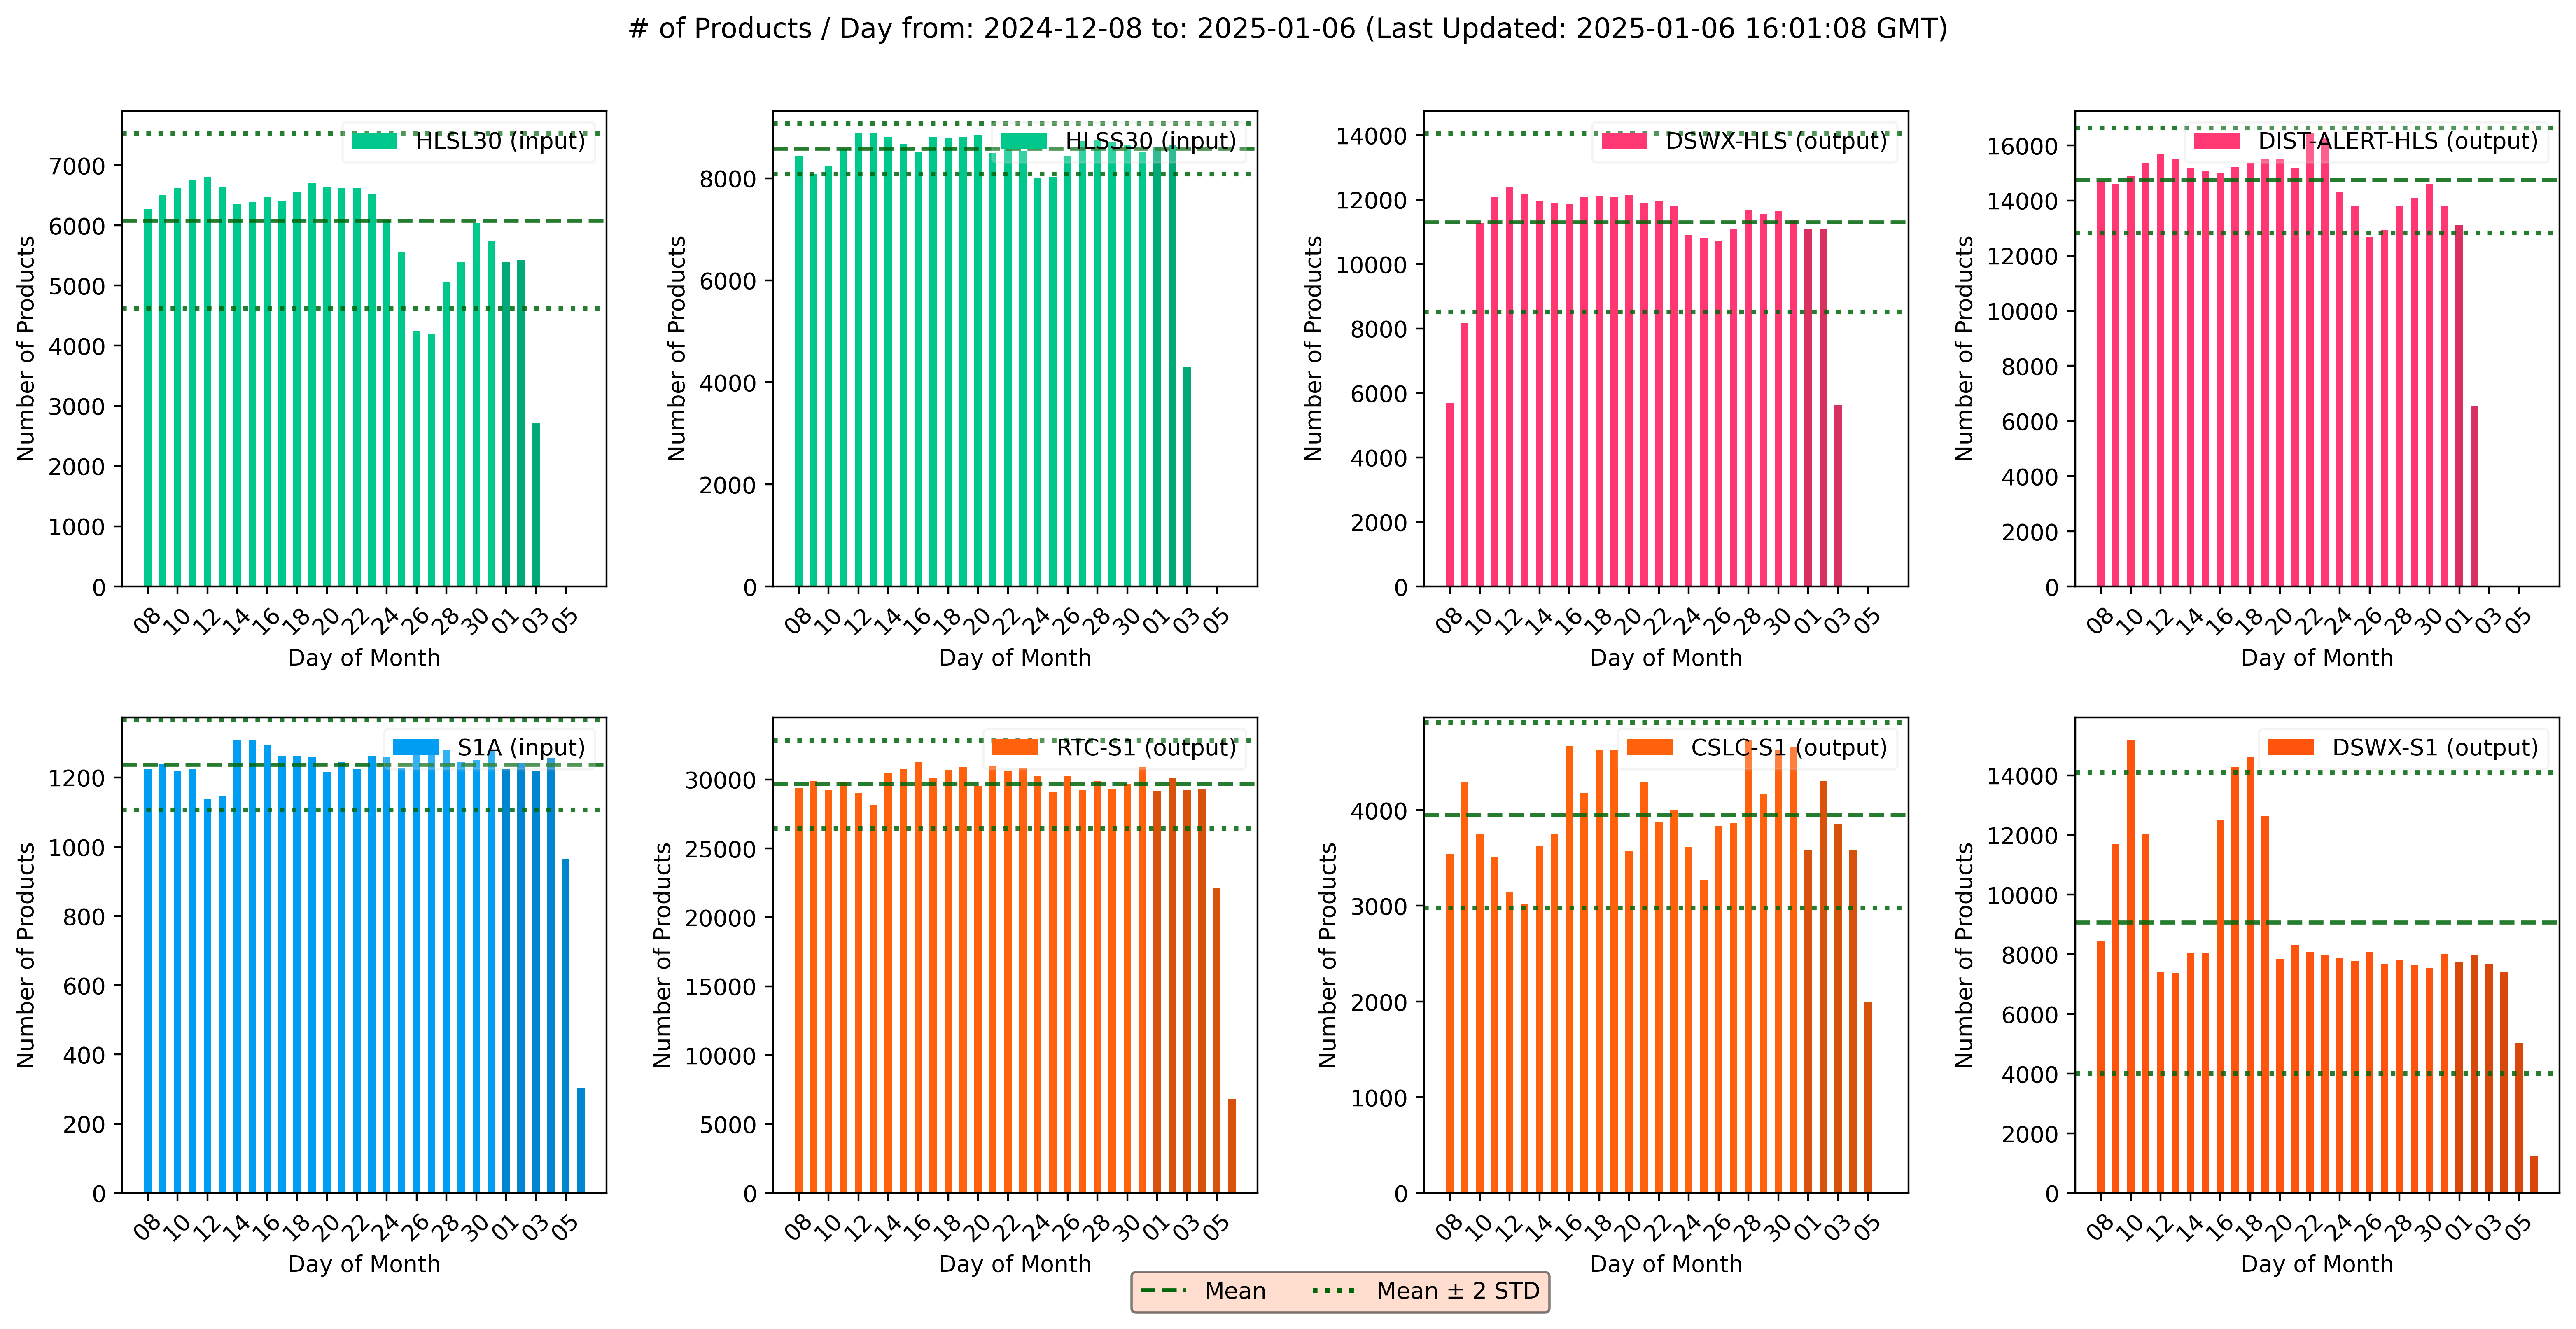 # of Products / Day from: 2024-12-08 to: 2025-01-06 (Last Updated: 2025-01-06 16:01:08 GMT)
HLSL30 (input)
Number of Products
7000
6000
5000
4000
3000
2000
1000
0
08 10 12 14 16 18 20 22 24 26 28 30 01 03 05
Day of Month
HLSS30 (input)
Number of Products
8000
6000
4000
2000
0
08 10 12 14 16 18 20 22 24 26 28 30 01 03 05
Day of Month
DSWX-HLS (output)
Number of Products
14000
12000
10000
8000
6000
4000
2000
0
08 10 12 14 16 18 20 22 24 26 28 30 01 03 05
Day of Month
DIST-ALERT-HLS (output)
Number of Products
16000
14000
12000
10000
8000
6000
4000
2000
0
08 10 12 14 16 18 20 22 24 26 28 30 01 03 05
Day of Month
S1A (input)
Number of Products
1200
1000
800
600
400
200
0
08 10 12 14 16 18 20 22 24 26 28 30 01 03 05
Day of Month
RTC-S1 (output)
Number of Products
30000
25000
20000
15000
10000
5000
0
08 10 12 14 16 18 20 22 24 26 28 30 01 03 05
Day of Month
CSLC-S1 (output)
Number of Products
4000
3000
2000
1000
0
08 10 12 14 16 18 20 22 24 26 28 30 01 03 05
Day of Month
DSWX-S1 (output)
Number of Products
14000
12000
10000
8000
6000
4000
2000
0
08 10 12 14 16 18 20 22 24 26 28 30 01 03 05
Day of Month
Mean
Mean ± 2 STD